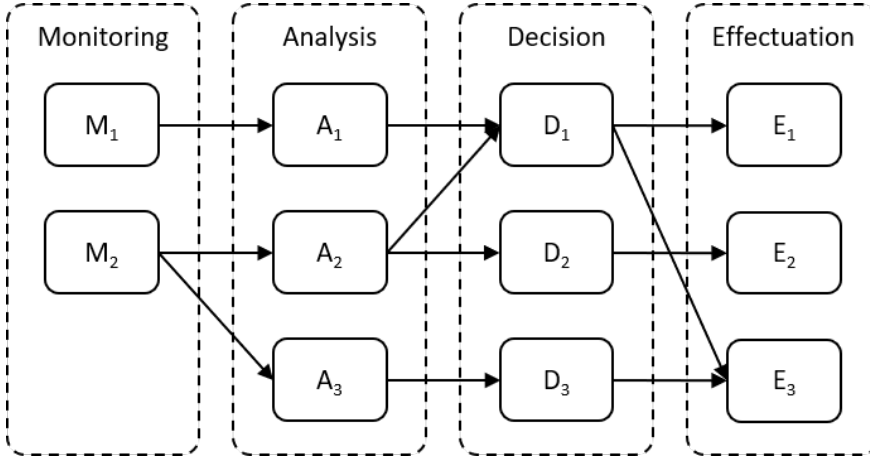 Monitoring Analysis Decision Effectuation
M₁ A₁ D₁ E₁
M₂ A₂ D₂ E₂
A₃ D₃ E₃